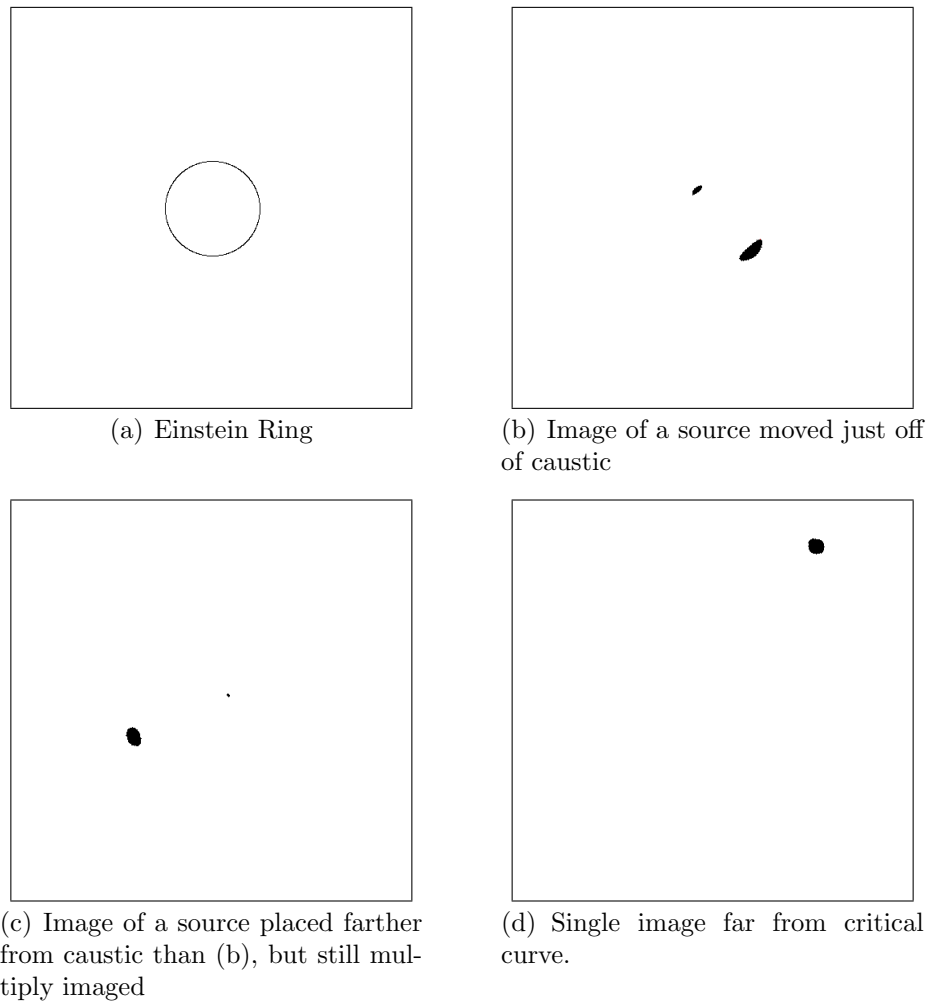 (a) Einstein Ring
(b) Image of a source moved just off
of caustic
(c) Image of a source placed farther
from caustic than (b), but still mul-
tiply imaged
(d) Single image far from critical
curve.